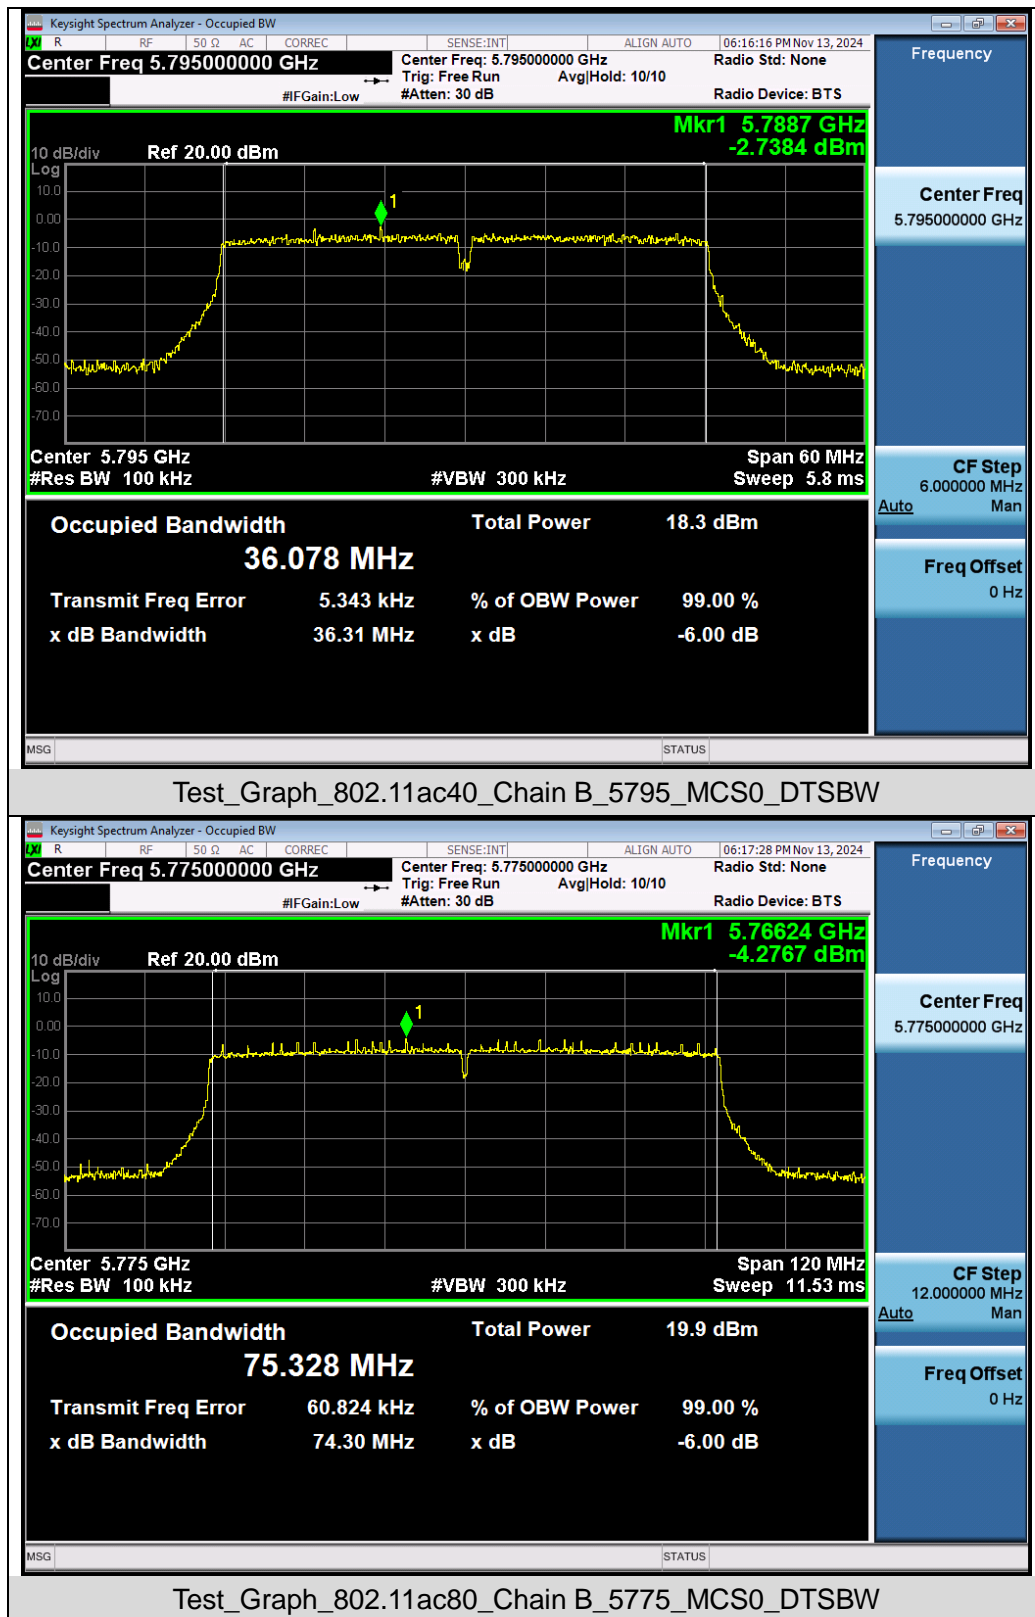 Keysight Spectrum Analyzer - Occupied BW
LXI R RF 50 Ω AC CORREC SENSE:INT ALIGN AUTO 06:16:16 PM Nov 13, 2024
Center Freq 5.795000000 GHz Center Freq: 5.795000000 GHz Radio Std: None
Trig: Free Run Avg|Hold: 10/10
#IFGain:Low #Atten: 30 dB Radio Device: BTS
Mkr1 5.7887 GHz
-2.7384 dBm
10 dB/div Ref 20.00 dBm
Log
10.0
0.00
-10.0
-20.0
-30.0
-40.0
-50.0
-60.0
-70.0
1
Center 5.795 GHz Span 60 MHz
#Res BW 100 kHz #VBW 300 kHz Sweep 5.8 ms
Occupied Bandwidth Total Power 18.3 dBm
36.078 MHz
Transmit Freq Error 5.343 kHz % of OBW Power 99.00 %
x dB Bandwidth 36.31 MHz x dB -6.00 dB
MSG STATUS
Frequency
Center Freq
5.795000000 GHz
CF Step
6.000000 MHz
Auto Man
Freq Offset
0 Hz
Test_Graph_802.11ac40_Chain B_5795_MCS0_DTSBW
Keysight Spectrum Analyzer - Occupied BW
LXI R RF 50 Ω AC CORREC SENSE:INT ALIGN AUTO 06:17:28 PM Nov 13, 2024
Center Freq 5.775000000 GHz Center Freq: 5.775000000 GHz Radio Std: None
Trig: Free Run Avg|Hold: 10/10
#IFGain:Low #Atten: 30 dB Radio Device: BTS
Mkr1 5.76624 GHz
-4.2767 dBm
10 dB/div Ref 20.00 dBm
Log
10.0
0.00
-10.0
-20.0
-30.0
-40.0
-50.0
-60.0
-70.0
1
Center 5.775 GHz Span 120 MHz
#Res BW 100 kHz #VBW 300 kHz Sweep 11.53 ms
Occupied Bandwidth Total Power 19.9 dBm
75.328 MHz
Transmit Freq Error 60.824 kHz % of OBW Power 99.00 %
x dB Bandwidth 74.30 MHz x dB -6.00 dB
MSG STATUS
Frequency
Center Freq
5.775000000 GHz
CF Step
12.000000 MHz
Auto Man
Freq Offset
0 Hz
Test_Graph_802.11ac80_Chain B_5775_MCS0_DTSBW